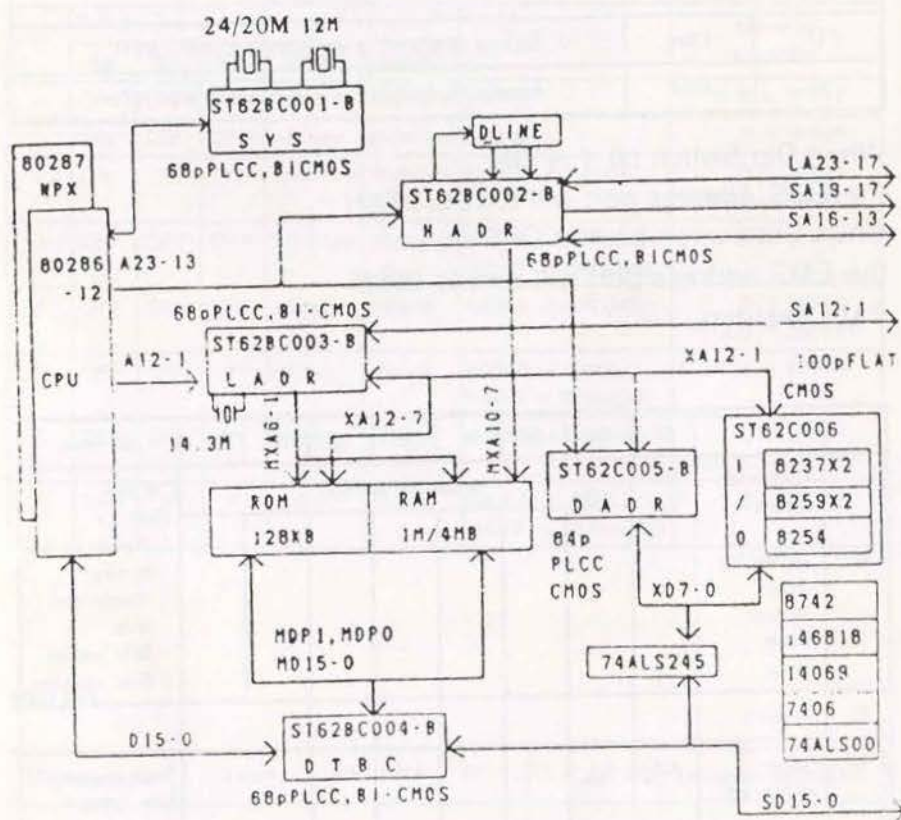 24/20M 12M
ST62BC001-B
S Y S
68pPLCC, BICMOS
DLINE
80287
NPX
ST62BC002-B
H A D R
68pPLCC, BICMOS
LA23-17
SA19-17
SA16-13
80286
-12
A23-13
68pPLCC, BI-CMOS
ST62BC003-B
L A D R
SA12-1
CPU
A12-1
XA12-1
100pFLAT
CMOS
14.3M
MXA6-1
XA12-7
MXA10-7
ST62C005-B
D A D R
84p
PLCC
CMOS
ST62C006
I
/
O
8237X2
8259X2
8254
ROM
128KB
RAM
1M/4MB
XD7-0
8742
146818
14069
7406
74ALS00
MDP1, MDP0
MD15-0
74ALS245
D15-0
ST62BC004-B
D T B C
68pPLCC, BI-CMOS
SD15-0